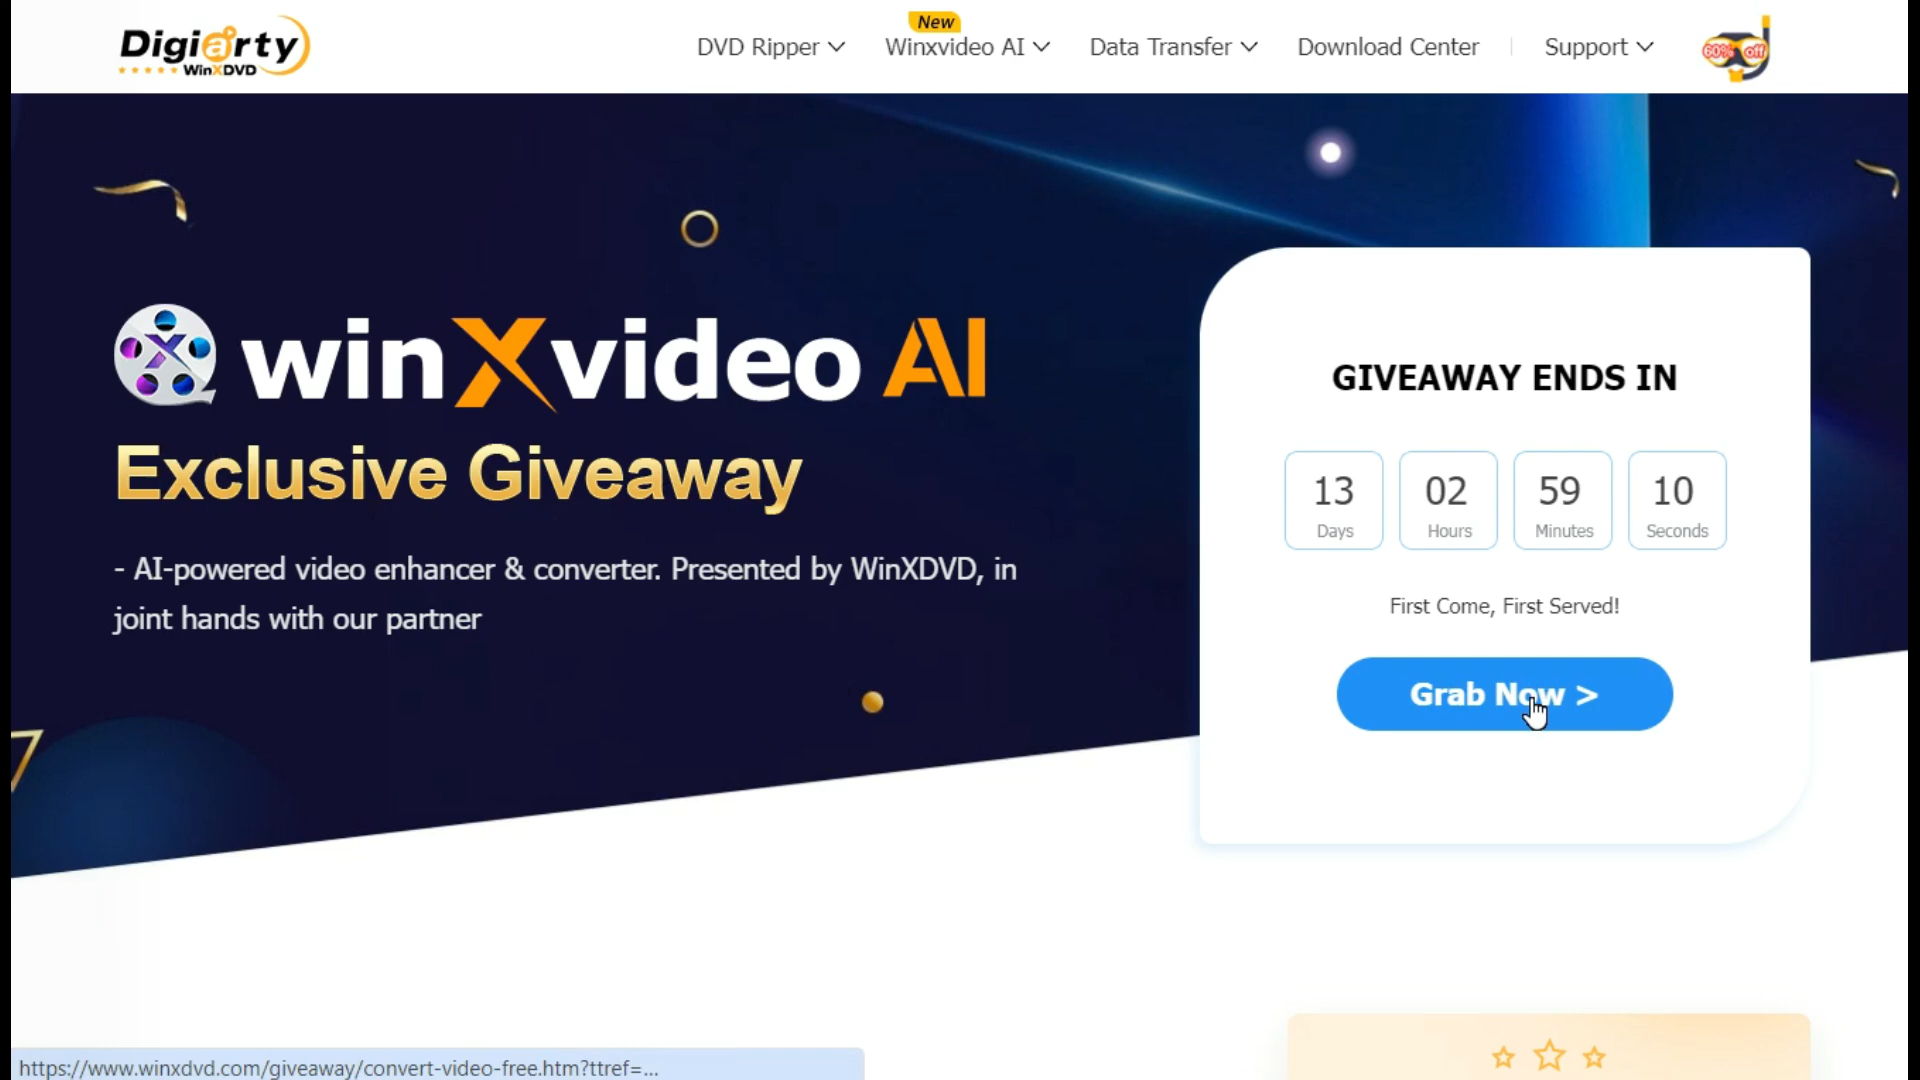 Digiarty
WinXDVD
DVD Ripper
New
Winxvideo AI
Data Transfer
Download Center
Support
60% off
winXvideo AI
Exclusive Giveaway
- AI-powered video enhancer & converter. Presented by WinXDVD, in
joint hands with our partner
GIVEAWAY ENDS IN
13 02 59 10
Days Hours Minutes Seconds
First Come, First Served!
Grab Now >
https://www.winxdvd.com/giveaway/convert-video-free.htm?ttref=...